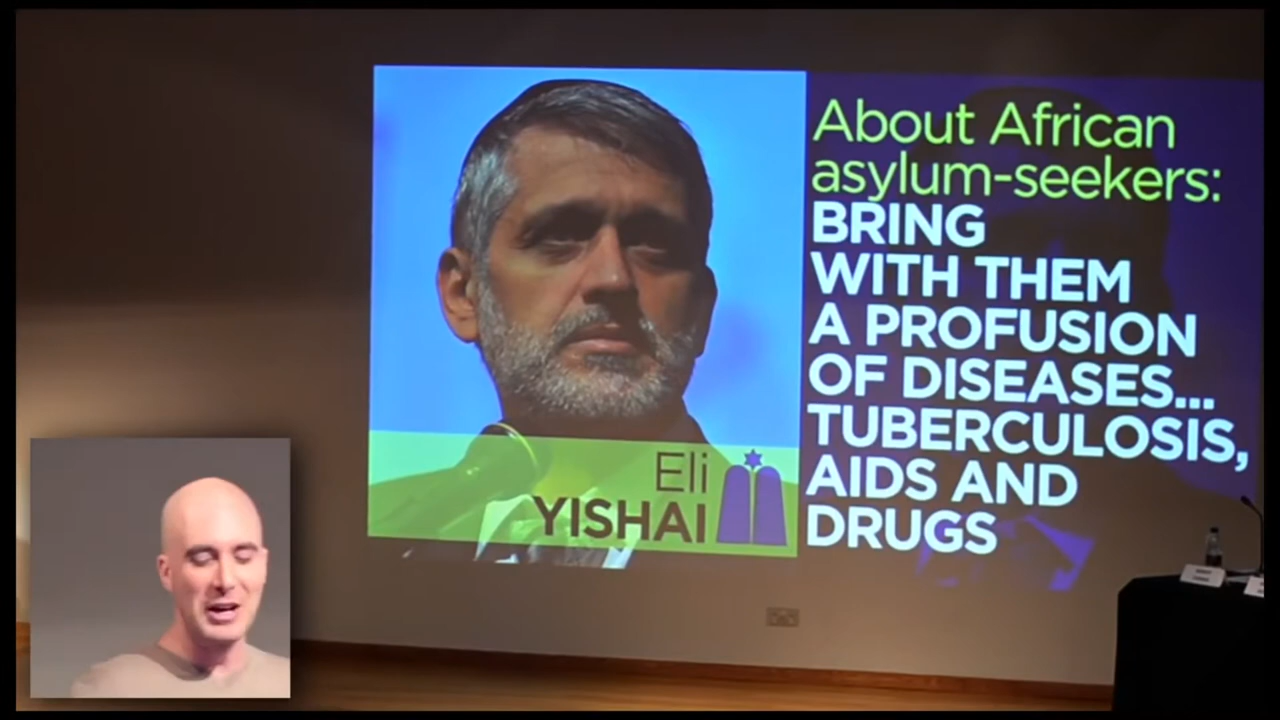 About African
asylum-seekers:
BRING
WITH THEM
A PROFUSION
OF DISEASES...
TUBERCULOSIS,
AIDS AND
DRUGS
Eli
YISHAI